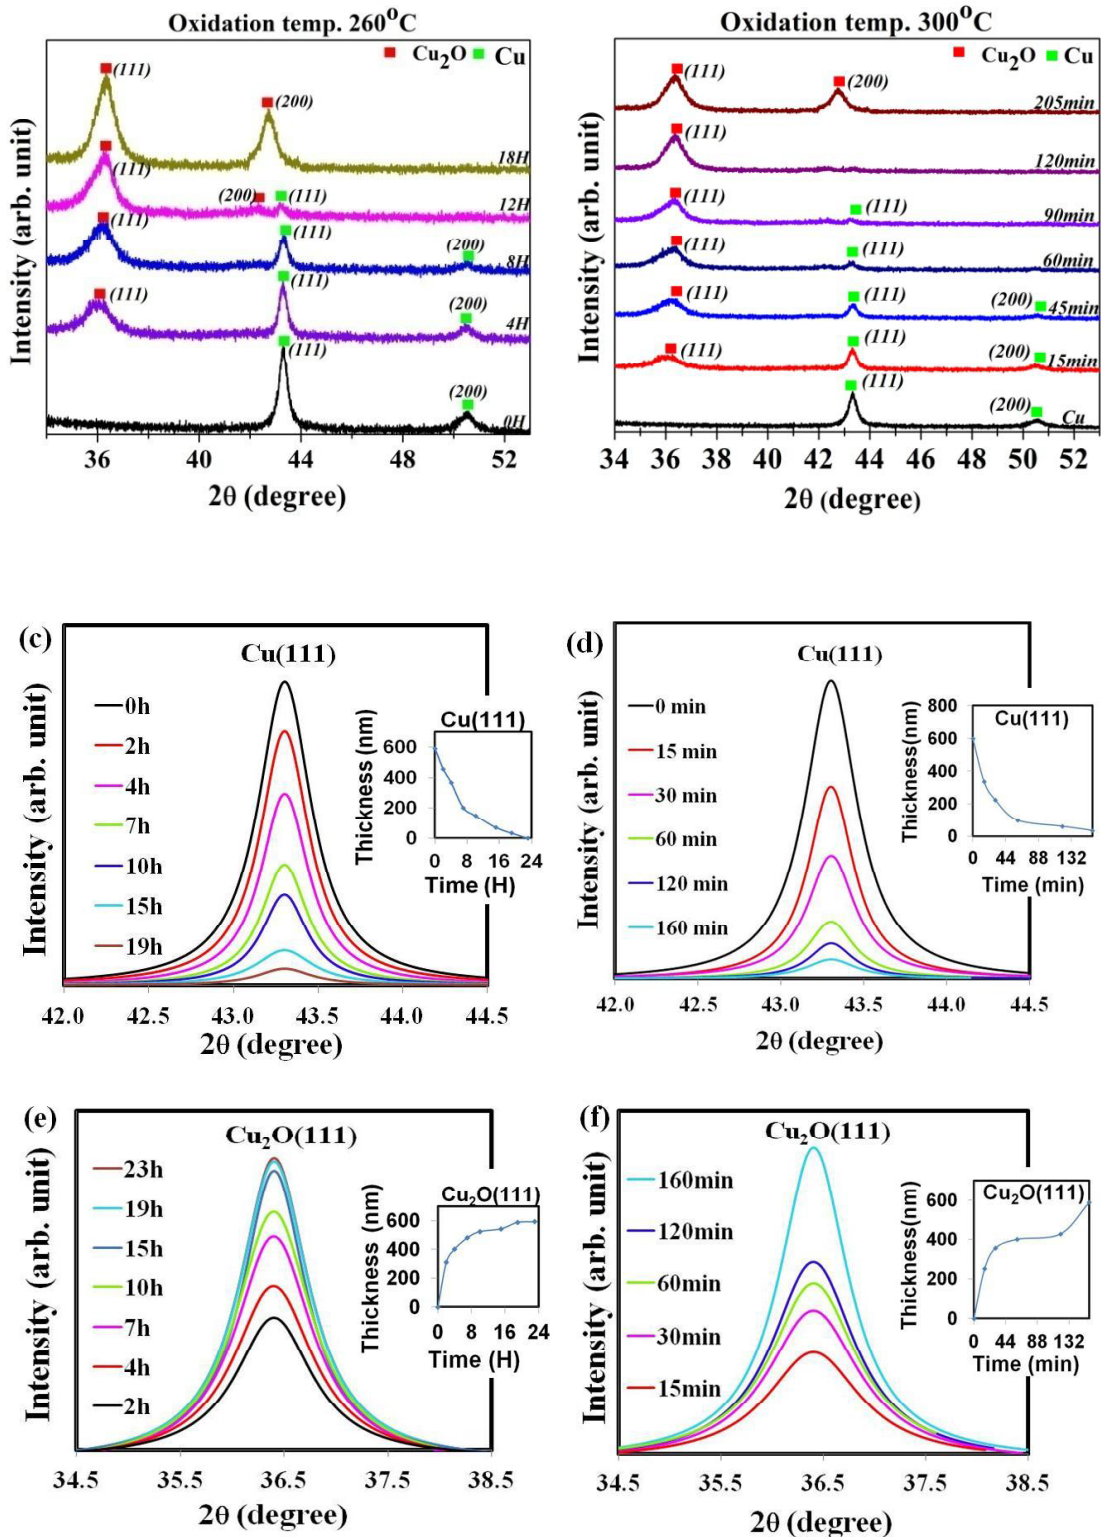 Oxidation temp. 260°C
Cu₂O Cu
(111)
(200)
18H
(111)
(200) (111)
12H
(111)
(111)
(200)
8H
(111)
(111)
(200)
4H
(111)
(200)
0H
36 40 44 48 52
2θ (degree)
Intensity (arb. unit)
Oxidation temp. 300°C
Cu₂O Cu
(111)
(200)
205min
(111)
120min
(111)
(111)
90min
(111)
(111)
60min
(111)
(111)
(200)
45min
(111)
(111)
(200)
15min
(111)
(200)
Cu
34 36 38 40 42 44 46 48 50 52
2θ (degree)
Intensity (arb. unit)
(c)
Cu(111)
0h
2h
4h
7h
10h
15h
19h
Cu(111)
Thickness (nm)
600
400
200
0
0 8 16 24
Time (H)
42.0 42.5 43.0 43.5 44.0 44.5
2θ (degree)
Intensity (arb. unit)
(d)
Cu(111)
0 min
15 min
30 min
60 min
120 min
160 min
Cu(111)
Thickness (nm)
800
600
400
200
0
0 44 88 132
Time (min)
42.0 42.5 43.0 43.5 44.0 44.5
2θ (degree)
Intensity (arb. unit)
(e)
Cu₂O(111)
23h
19h
15h
10h
7h
4h
2h
Cu₂O(111)
Thickness (nm)
600
400
200
0
0 8 16 24
Time (H)
34.5 35.5 36.5 37.5 38.5
2θ (degree)
Intensity (arb. unit)
(f)
Cu₂O(111)
160min
120min
60min
30min
15min
Cu₂O(111)
Thickness(nm)
600
400
200
0
0 44 88 132
Time (min)
34.5 35.5 36.5 37.5 38.5
2θ (degree)
Intensity (arb. unit)